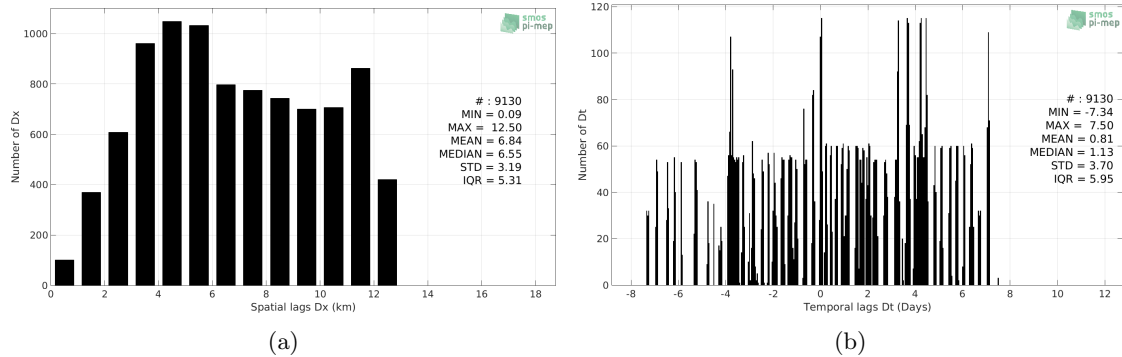 1000
800
600
400
200
0
Number of Dx
0 2 4 6 8 10 12 14 16 18
Spatial lags Dx (km)
smos
pi-mep
# : 9130
MIN = 0.09
MAX = 12.50
MEAN = 6.84
MEDIAN = 6.55
STD = 3.19
IQR = 5.31
(a)
120
100
80
60
40
20
0
Number of Dt
-8 -6 -4 -2 0 2 4 6 8 10 12
Temporal lags Dt (Days)
smos
pi-mep
# : 9130
MIN = -7.34
MAX = 7.50
MEAN = 0.81
MEDIAN = 1.13
STD = 3.70
IQR = 5.95
(b)